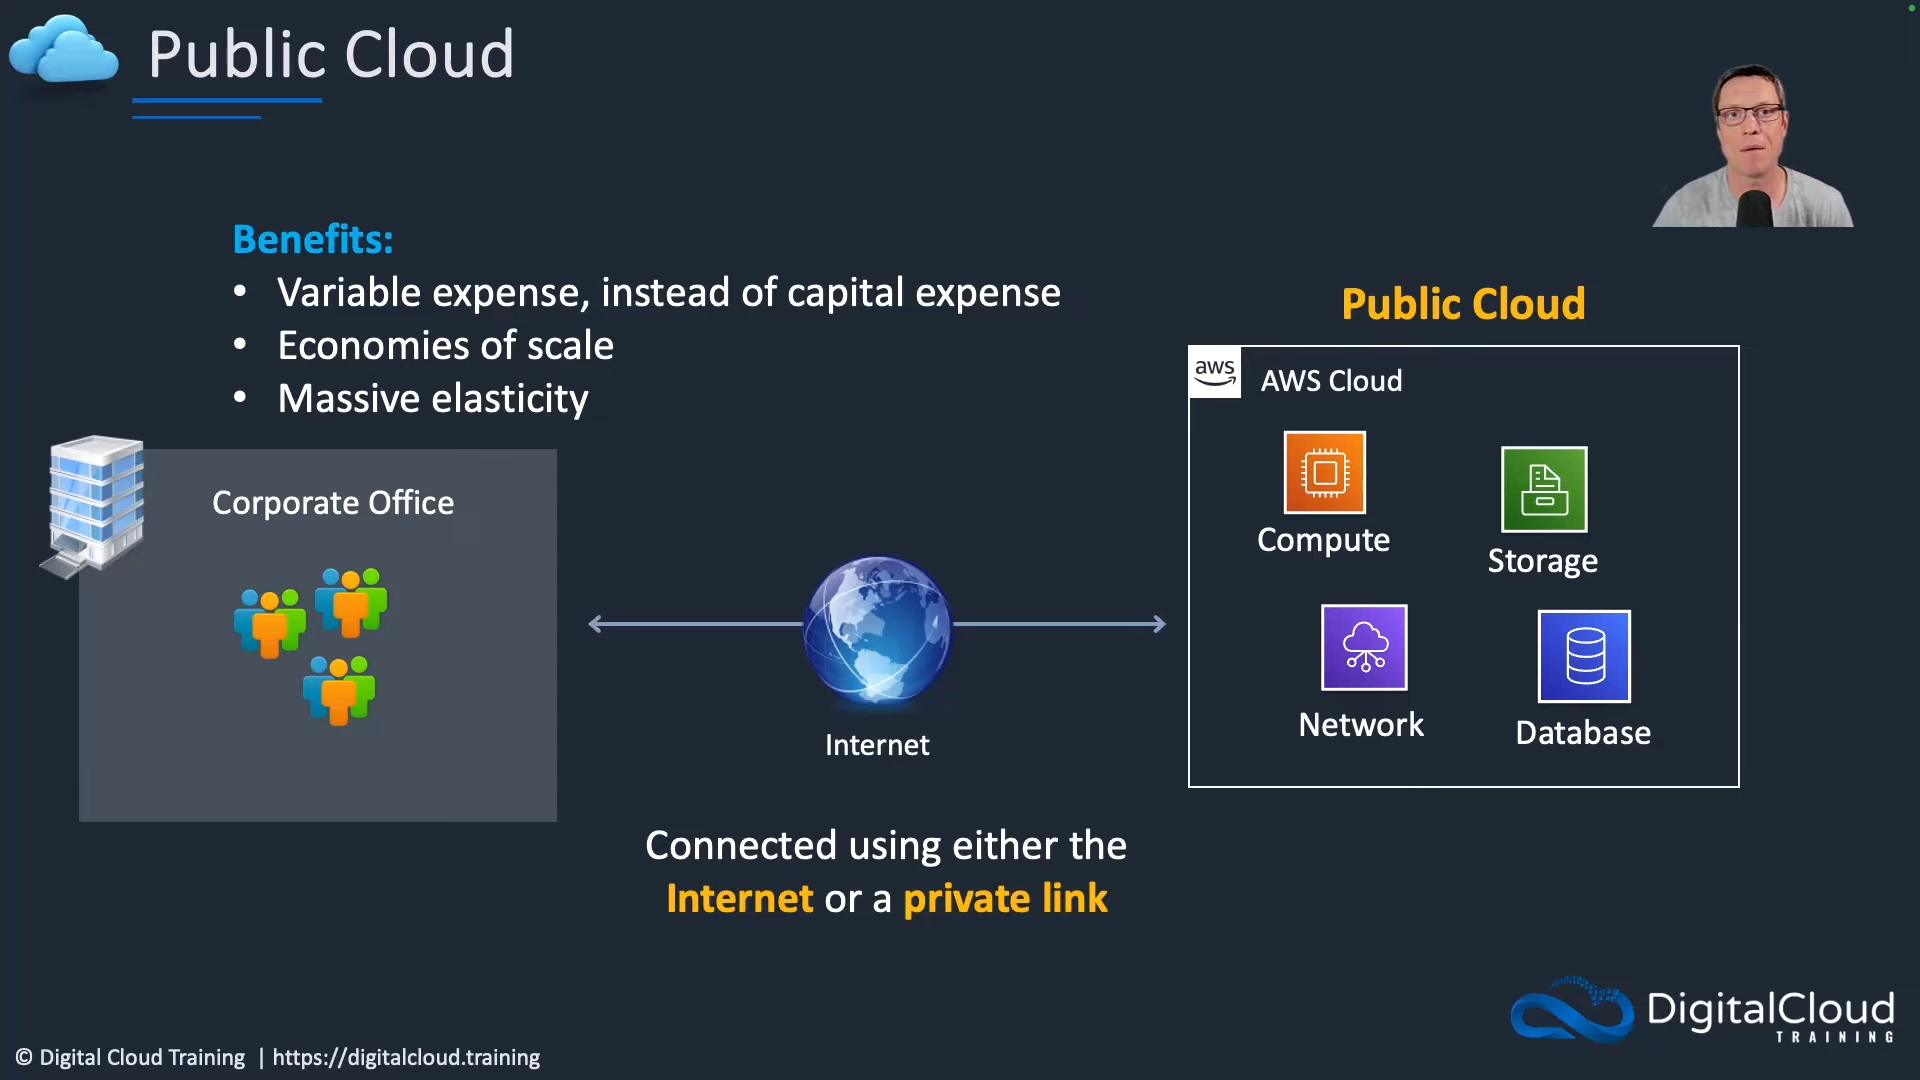 Public Cloud
Benefits:
• Variable expense, instead of capital expense
• Economies of scale
• Massive elasticity
Public Cloud
aws
AWS Cloud
Compute
Storage
Network
Database
Corporate Office
Internet
Connected using either the
Internet or a private link
DigitalCloud
TRAINING
© Digital Cloud Training | https://digitalcloud.training